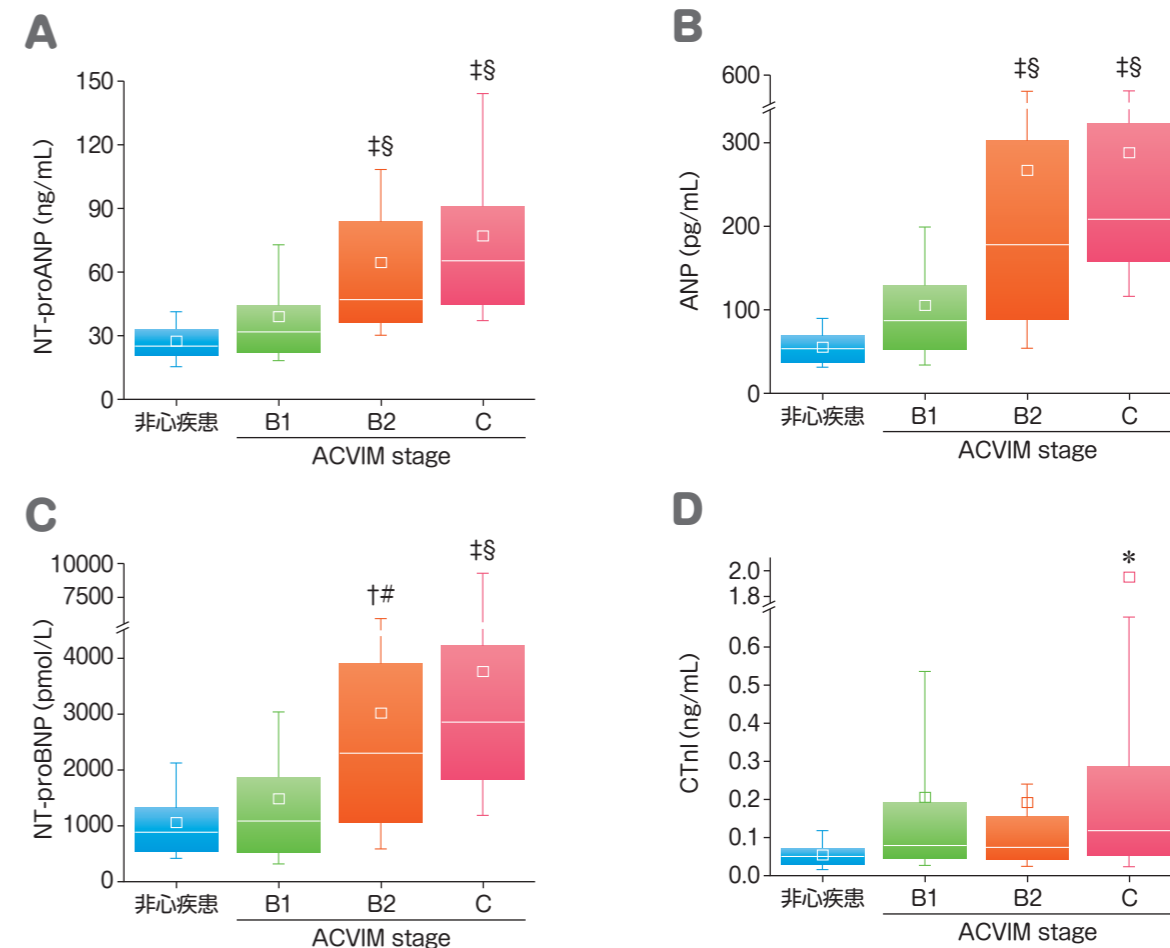 A
NT-proANP (ng/mL)
150
120
90
60
30
0
‡§
‡§
非心疾患 B1 B2 C
ACVIM stage
B
ANP (pg/mL)
600
300
200
100
0
‡§ ‡§
非心疾患 B1 B2 C
ACVIM stage
C
NT-proBNP (pmol/L)
10000
7500
4000
3000
2000
1000
0
‡§
†#
非心疾患 B1 B2 C
ACVIM stage
D
CTnI (ng/mL)
2.0
1.8
0.6
0.5
0.4
0.3
0.2
0.1
0.0
*
非心疾患 B1 B2 C
ACVIM stage